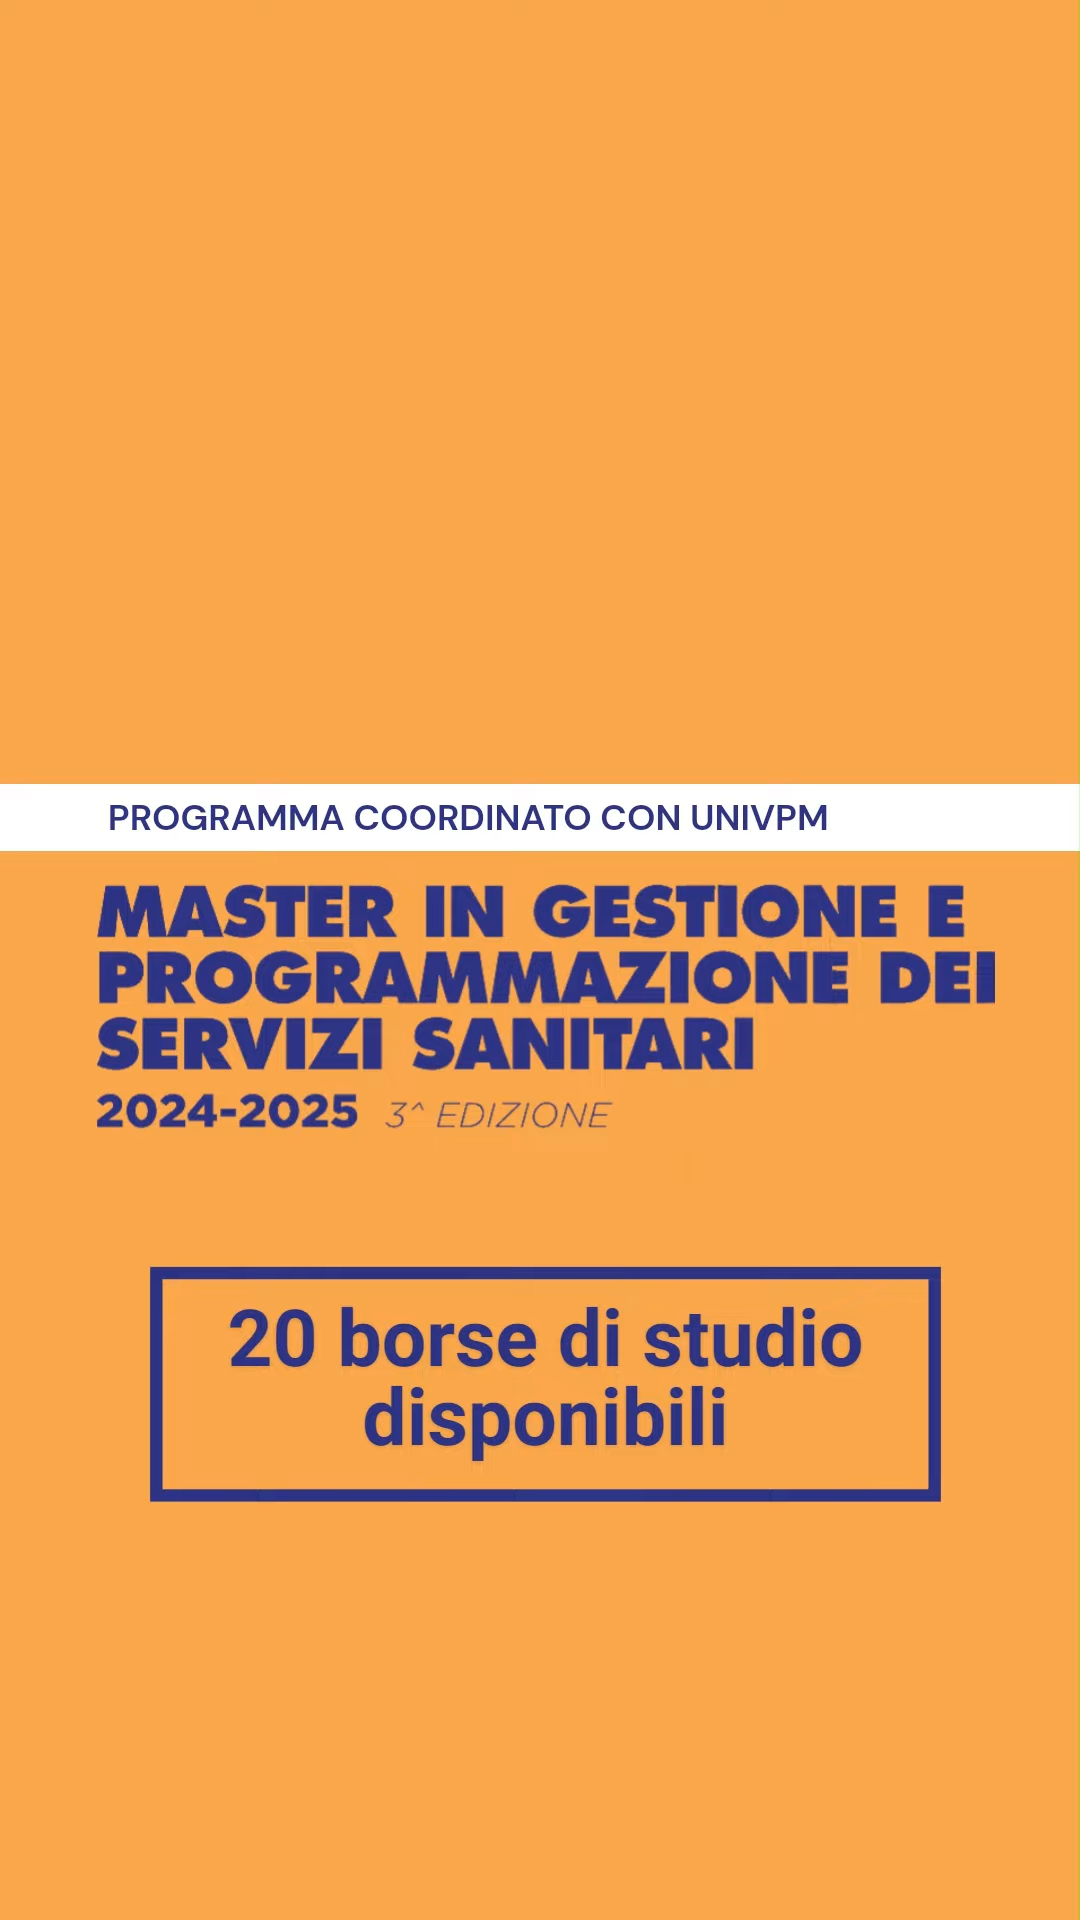 PROGRAMMA COORDINATO CON UNIVPM
MASTER IN GESTIONE E
PROGRAMMAZIONE DEI
SERVIZI SANITARI
2024-2025 3^ EDIZIONE
20 borse di studio
disponibili